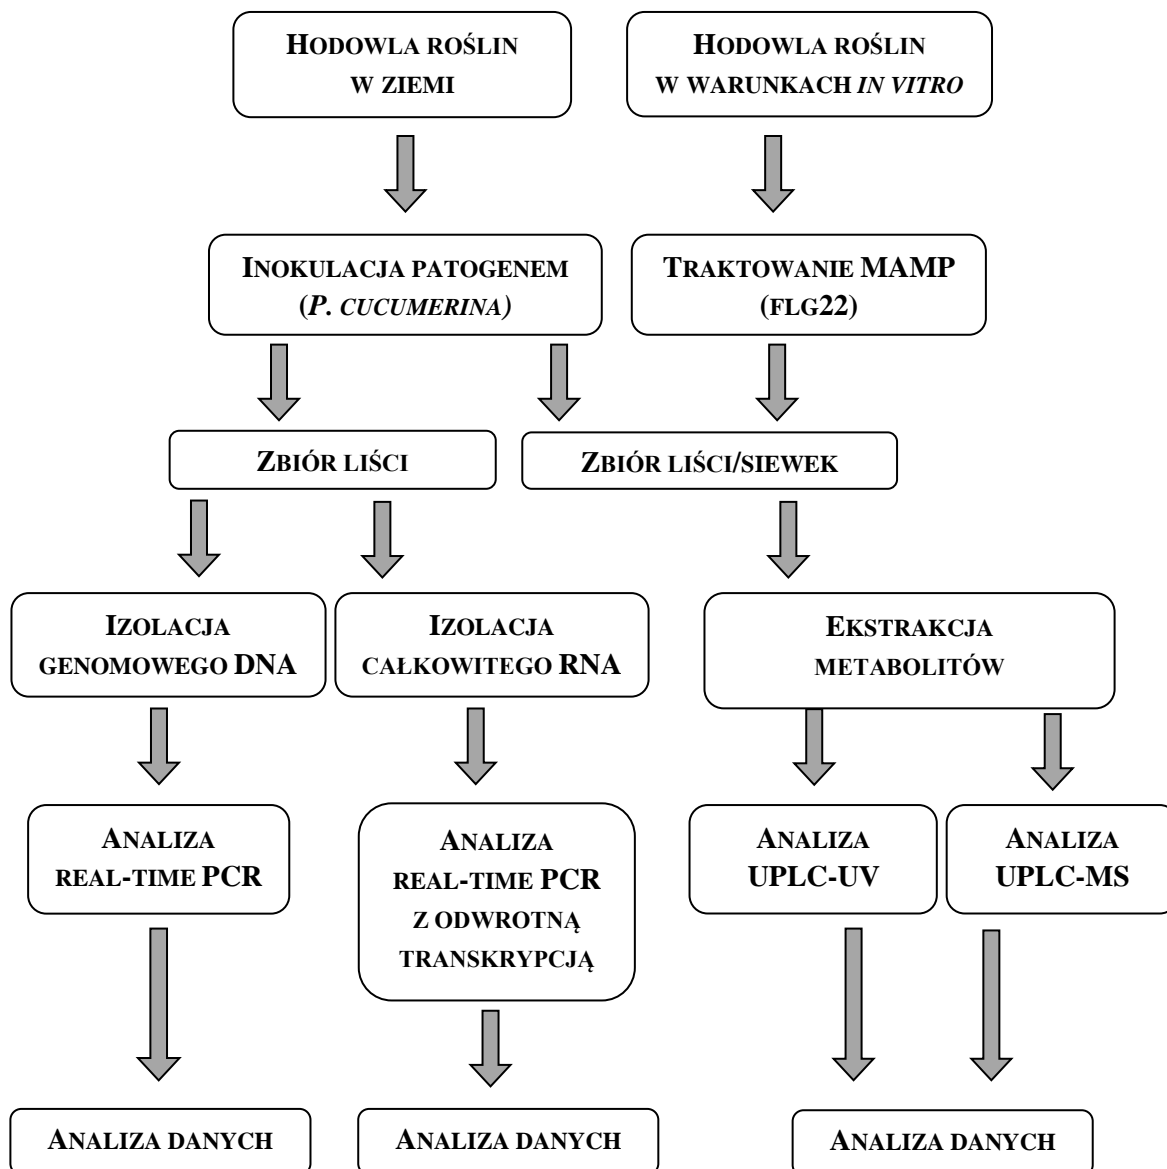 HODOWLA ROŚLIN
W ZIEMI
HODOWLA ROŚLIN
W WARUNKACH IN VITRO
INOKULACJA PATOGENEM
(P. CUCUMERINA)
TRAKTOWANIE MAMP
(FLG22)
ZBIÓR LIŚCI
ZBIÓR LIŚCI/SIEWEK
IZOLACJA
GENOMOWEGO DNA
IZOLACJA
CAŁKOWITEGO RNA
EKSTRAKCJA
METABOLITÓW
ANALIZA
REAL-TIME PCR
ANALIZA
REAL-TIME PCR
Z ODWROTNĄ
TRANSKRYPCJĄ
ANALIZA
UPLC-UV
ANALIZA
UPLC-MS
ANALIZA DANYCH
ANALIZA DANYCH
ANALIZA DANYCH